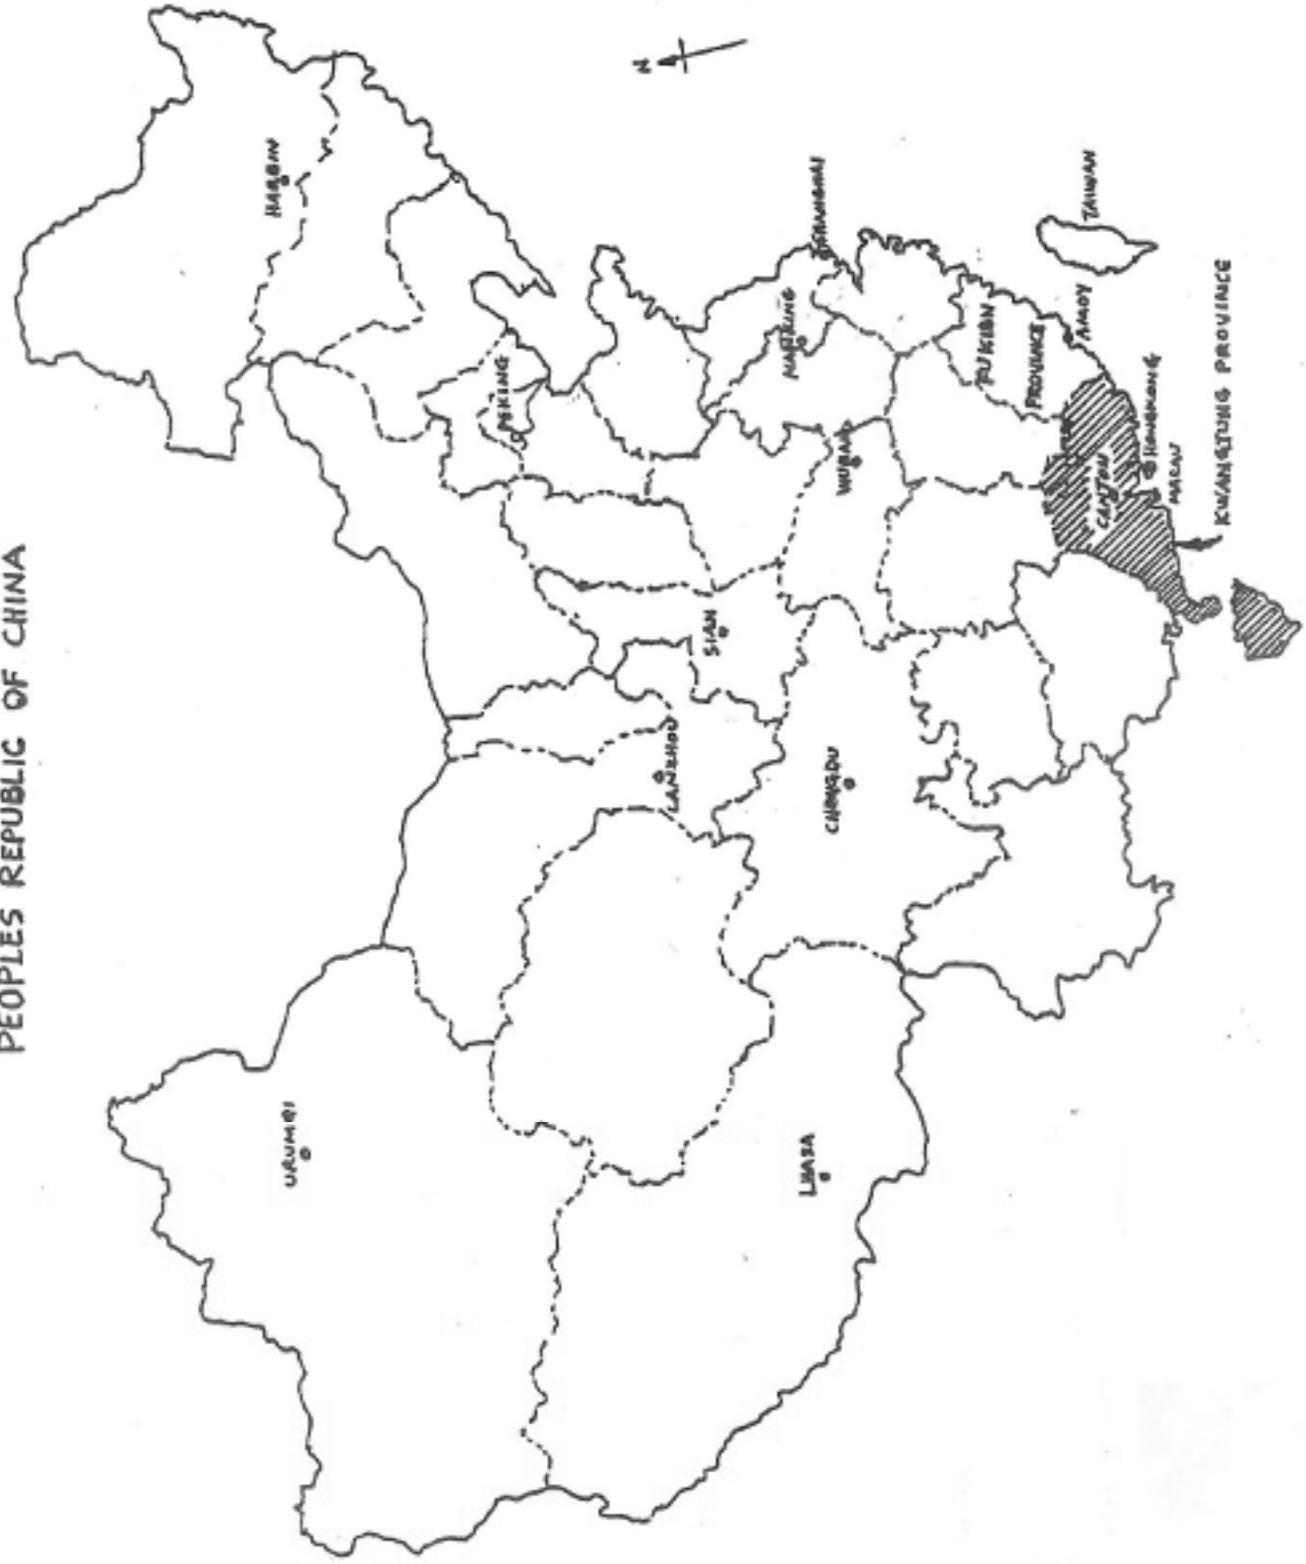 PEOPLES REPUBLIC OF CHINA
N
HARBIN
URUMQI
PEKING
LANZHOU
SIAN
NANKING
SHANGHAI
LHASA
CHENGDU
WUHAN
FUKIEN
PROVINCE
AMOY
TAIWAN
CANTON
HONGKONG
MACAU
KWANGTUNG PROVINCE